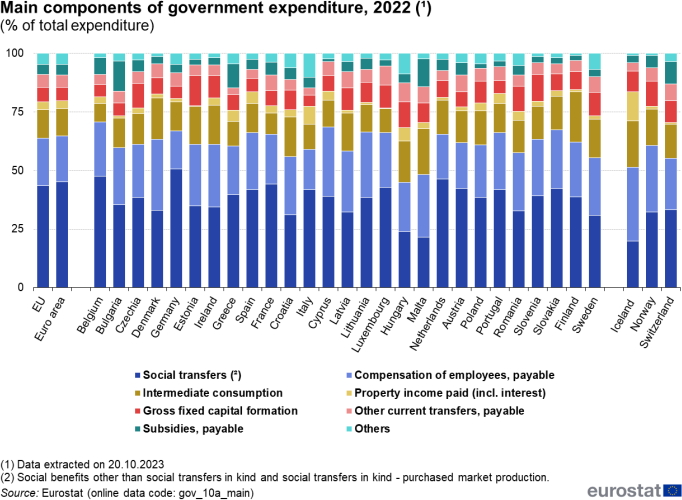 Main components of government expenditure, 2022 (¹)
(% of total expenditure)
100
75
50
25
0
EU
Euro area
Belgium
Bulgaria
Czechia
Denmark
Germany
Estonia
Ireland
Greece
Spain
France
Croatia
Italy
Cyprus
Latvia
Lithuania
Luxembourg
Hungary
Malta
Netherlands
Austria
Poland
Portugal
Romania
Slovenia
Slovakia
Finland
Sweden
Iceland
Norway
Switzerland
Social transfers (²)
Compensation of employees, payable
Intermediate consumption
Property income paid (incl. interest)
Gross fixed capital formation
Other current transfers, payable
Subsidies, payable
Others
(1) Data extracted on 20.10.2023
(2) Social benefits other than social transfers in kind and social transfers in kind - purchased market production.
Source: Eurostat (online data code: gov_10a_main)
eurostat